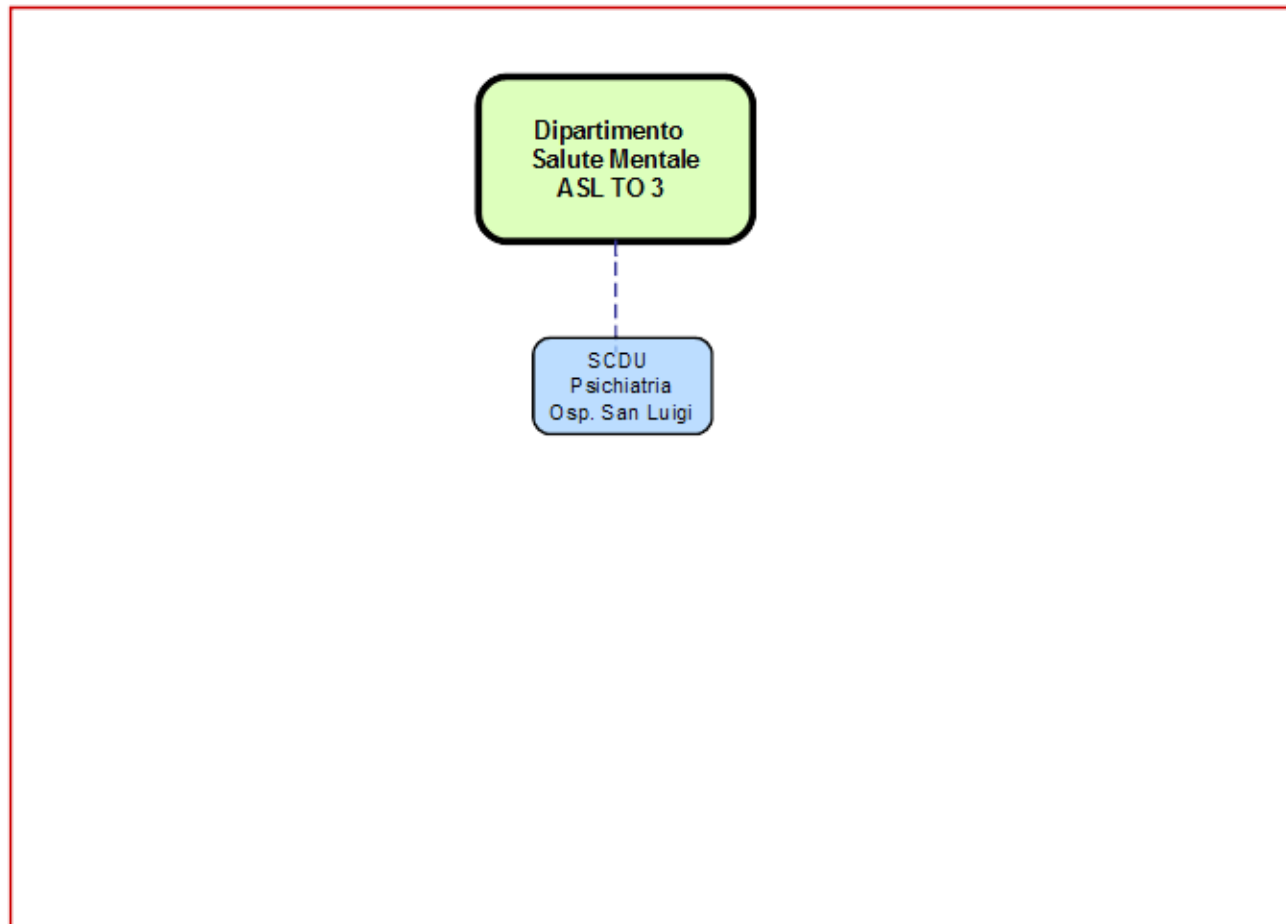 Dipartimento
Salute Mentale
ASL TO 3
SCDU
Psichiatria
Osp. San Luigi